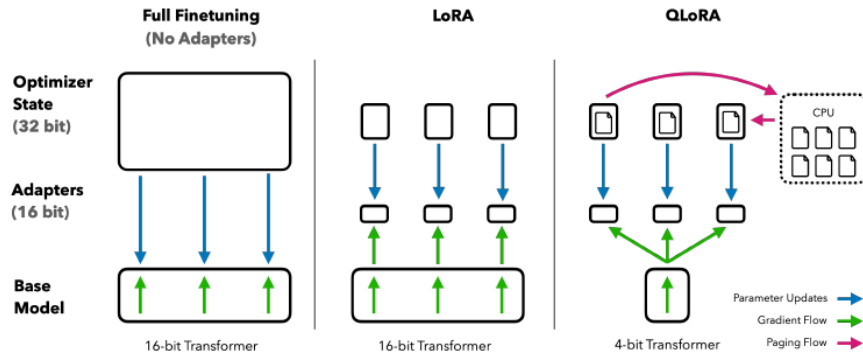 Full Finetuning
(No Adapters)
LoRA
QLoRA
Optimizer
State
(32 bit)
CPU
Adapters
(16 bit)
Base
Model
16-bit Transformer
16-bit Transformer
4-bit Transformer
Parameter Updates
Gradient Flow
Paging Flow